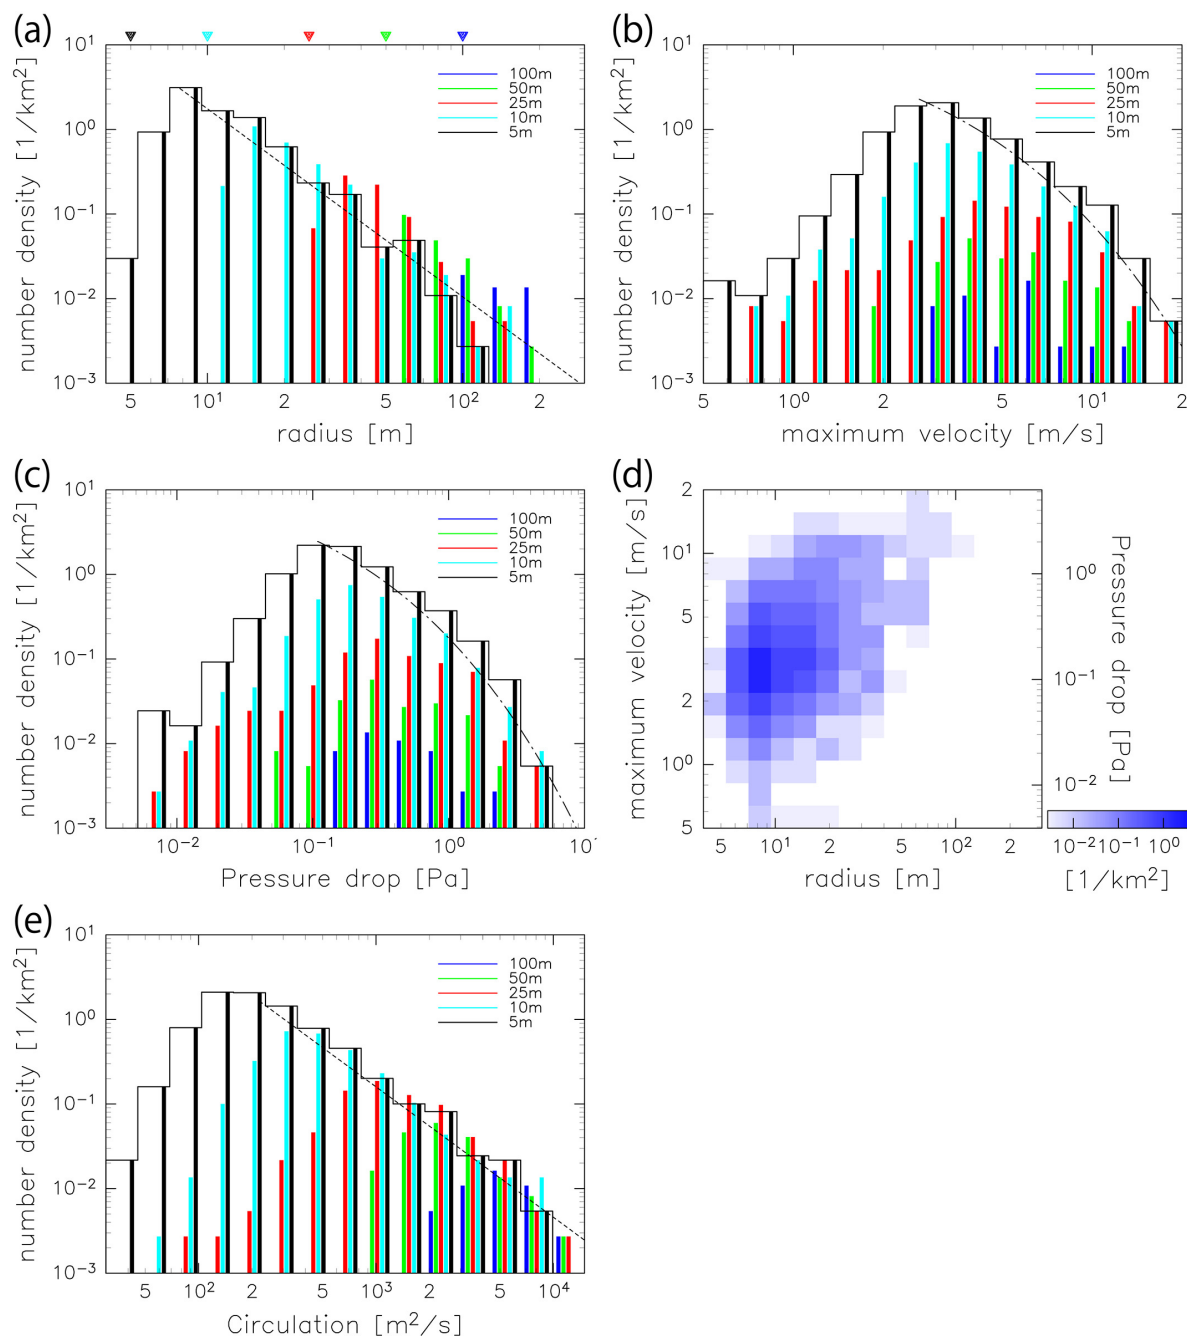 (a)
number density [1/km²]
10¹
10⁰
10⁻¹
10⁻²
10⁻³
100m
50m
25m
10m
5m
5 10¹ 2 5 10² 2
radius [m]
(b)
number density [1/km²]
10¹
10⁰
10⁻¹
10⁻²
10⁻³
100m
50m
25m
10m
5m
5 10⁰ 2 5 10¹ 2
maximum velocity [m/s]
(c)
number density [1/km²]
10¹
10⁰
10⁻¹
10⁻²
10⁻³
100m
50m
25m
10m
5m
10⁻² 10⁻¹ 10⁰ 10
Pressure drop [Pa]
(d)
maximum velocity [m/s]
2
10¹
5
2
10⁰
5
5 10¹ 2 5 10² 2
radius [m]
10⁰
10⁻¹
10⁻²
Pressure drop [Pa]
10⁻² 10⁻¹ 10⁰
[1/km²]
(e)
number density [1/km²]
10¹
10⁰
10⁻¹
10⁻²
10⁻³
100m
50m
25m
10m
5m
5 10² 2 5 10³ 2 5 10⁴
Circulation [m²/s]